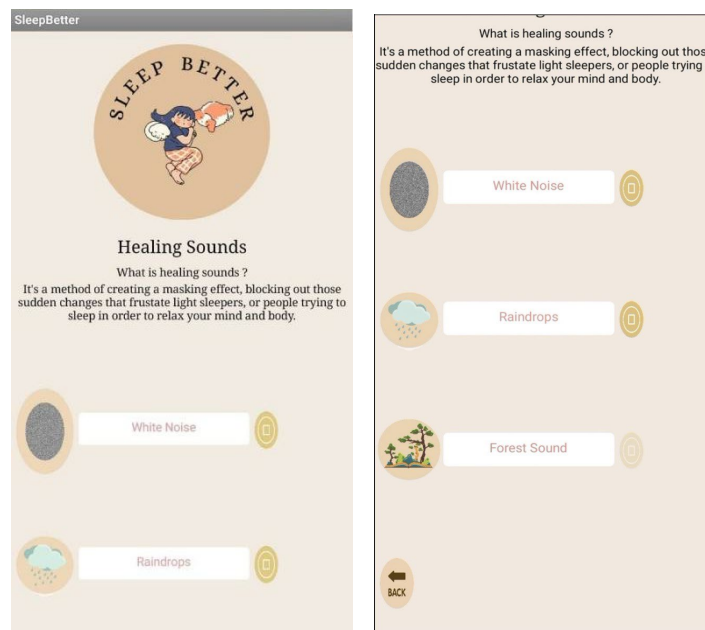 SleepBetter
SLEEP BETTER
Healing Sounds
What is healing sounds ?
It's a method of creating a masking effect, blocking out those
sudden changes that frustate light sleepers, or people trying to
sleep in order to relax your mind and body.
White Noise
Raindrops
What is healing sounds ?
It's a method of creating a masking effect, blocking out thos
sudden changes that frustate light sleepers, or people trying
sleep in order to relax your mind and body.
White Noise
Raindrops
Forest Sound
BACK